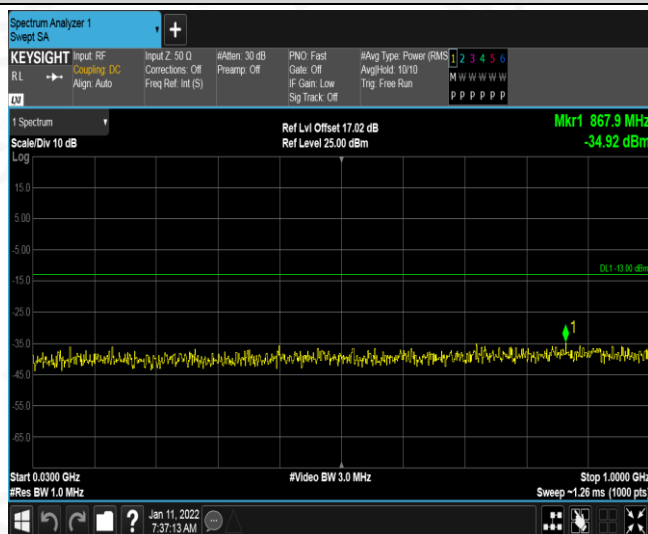 Spectrum Analyzer 1
Swept SA
+
KEYSIGHT
RL
LXI
Input: RF
Coupling: DC
Align: Auto
Input Z: 50 Ω
Corrections: Off
Freq Ref: Int (S)
#Atten: 30 dB
Preamp: Off
PNO: Fast
Gate: Off
IF Gain: Low
Sig Track: Off
#Avg Type: Power (RMS
Avg|Hold: 10/10
Trig: Free Run
1 2 3 4 5 6
M W W W W W
P P P P P P
1 Spectrum
Scale/Div 10 dB
Ref Lvl Offset 17.02 dB
Ref Level 25.00 dBm
Mkr1 867.9 MHz
-34.92 dBm
Log
15.0
5.00
-5.00
-15.0
-25.0
-35.0
-45.0
-55.0
-65.0
DL1 -13.00 dBm
1
Start 0.0300 GHz
#Res BW 1.0 MHz
#Video BW 3.0 MHz
Stop 1.0000 GHz
Sweep ~1.26 ms (1000 pts)
?
Jan 11, 2022
7:37:13 AM